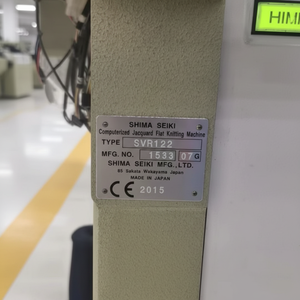 HIM
SHIMA SEIKI
Computerized Jacquard Flat Knitting Machine
TYPE SVR122
MFG. NO. 1533 07 G
SHIMA SEIKI MFG., LTD.
85 Sakata Wakayama Japan
MADE IN JAPAN
CE 2015